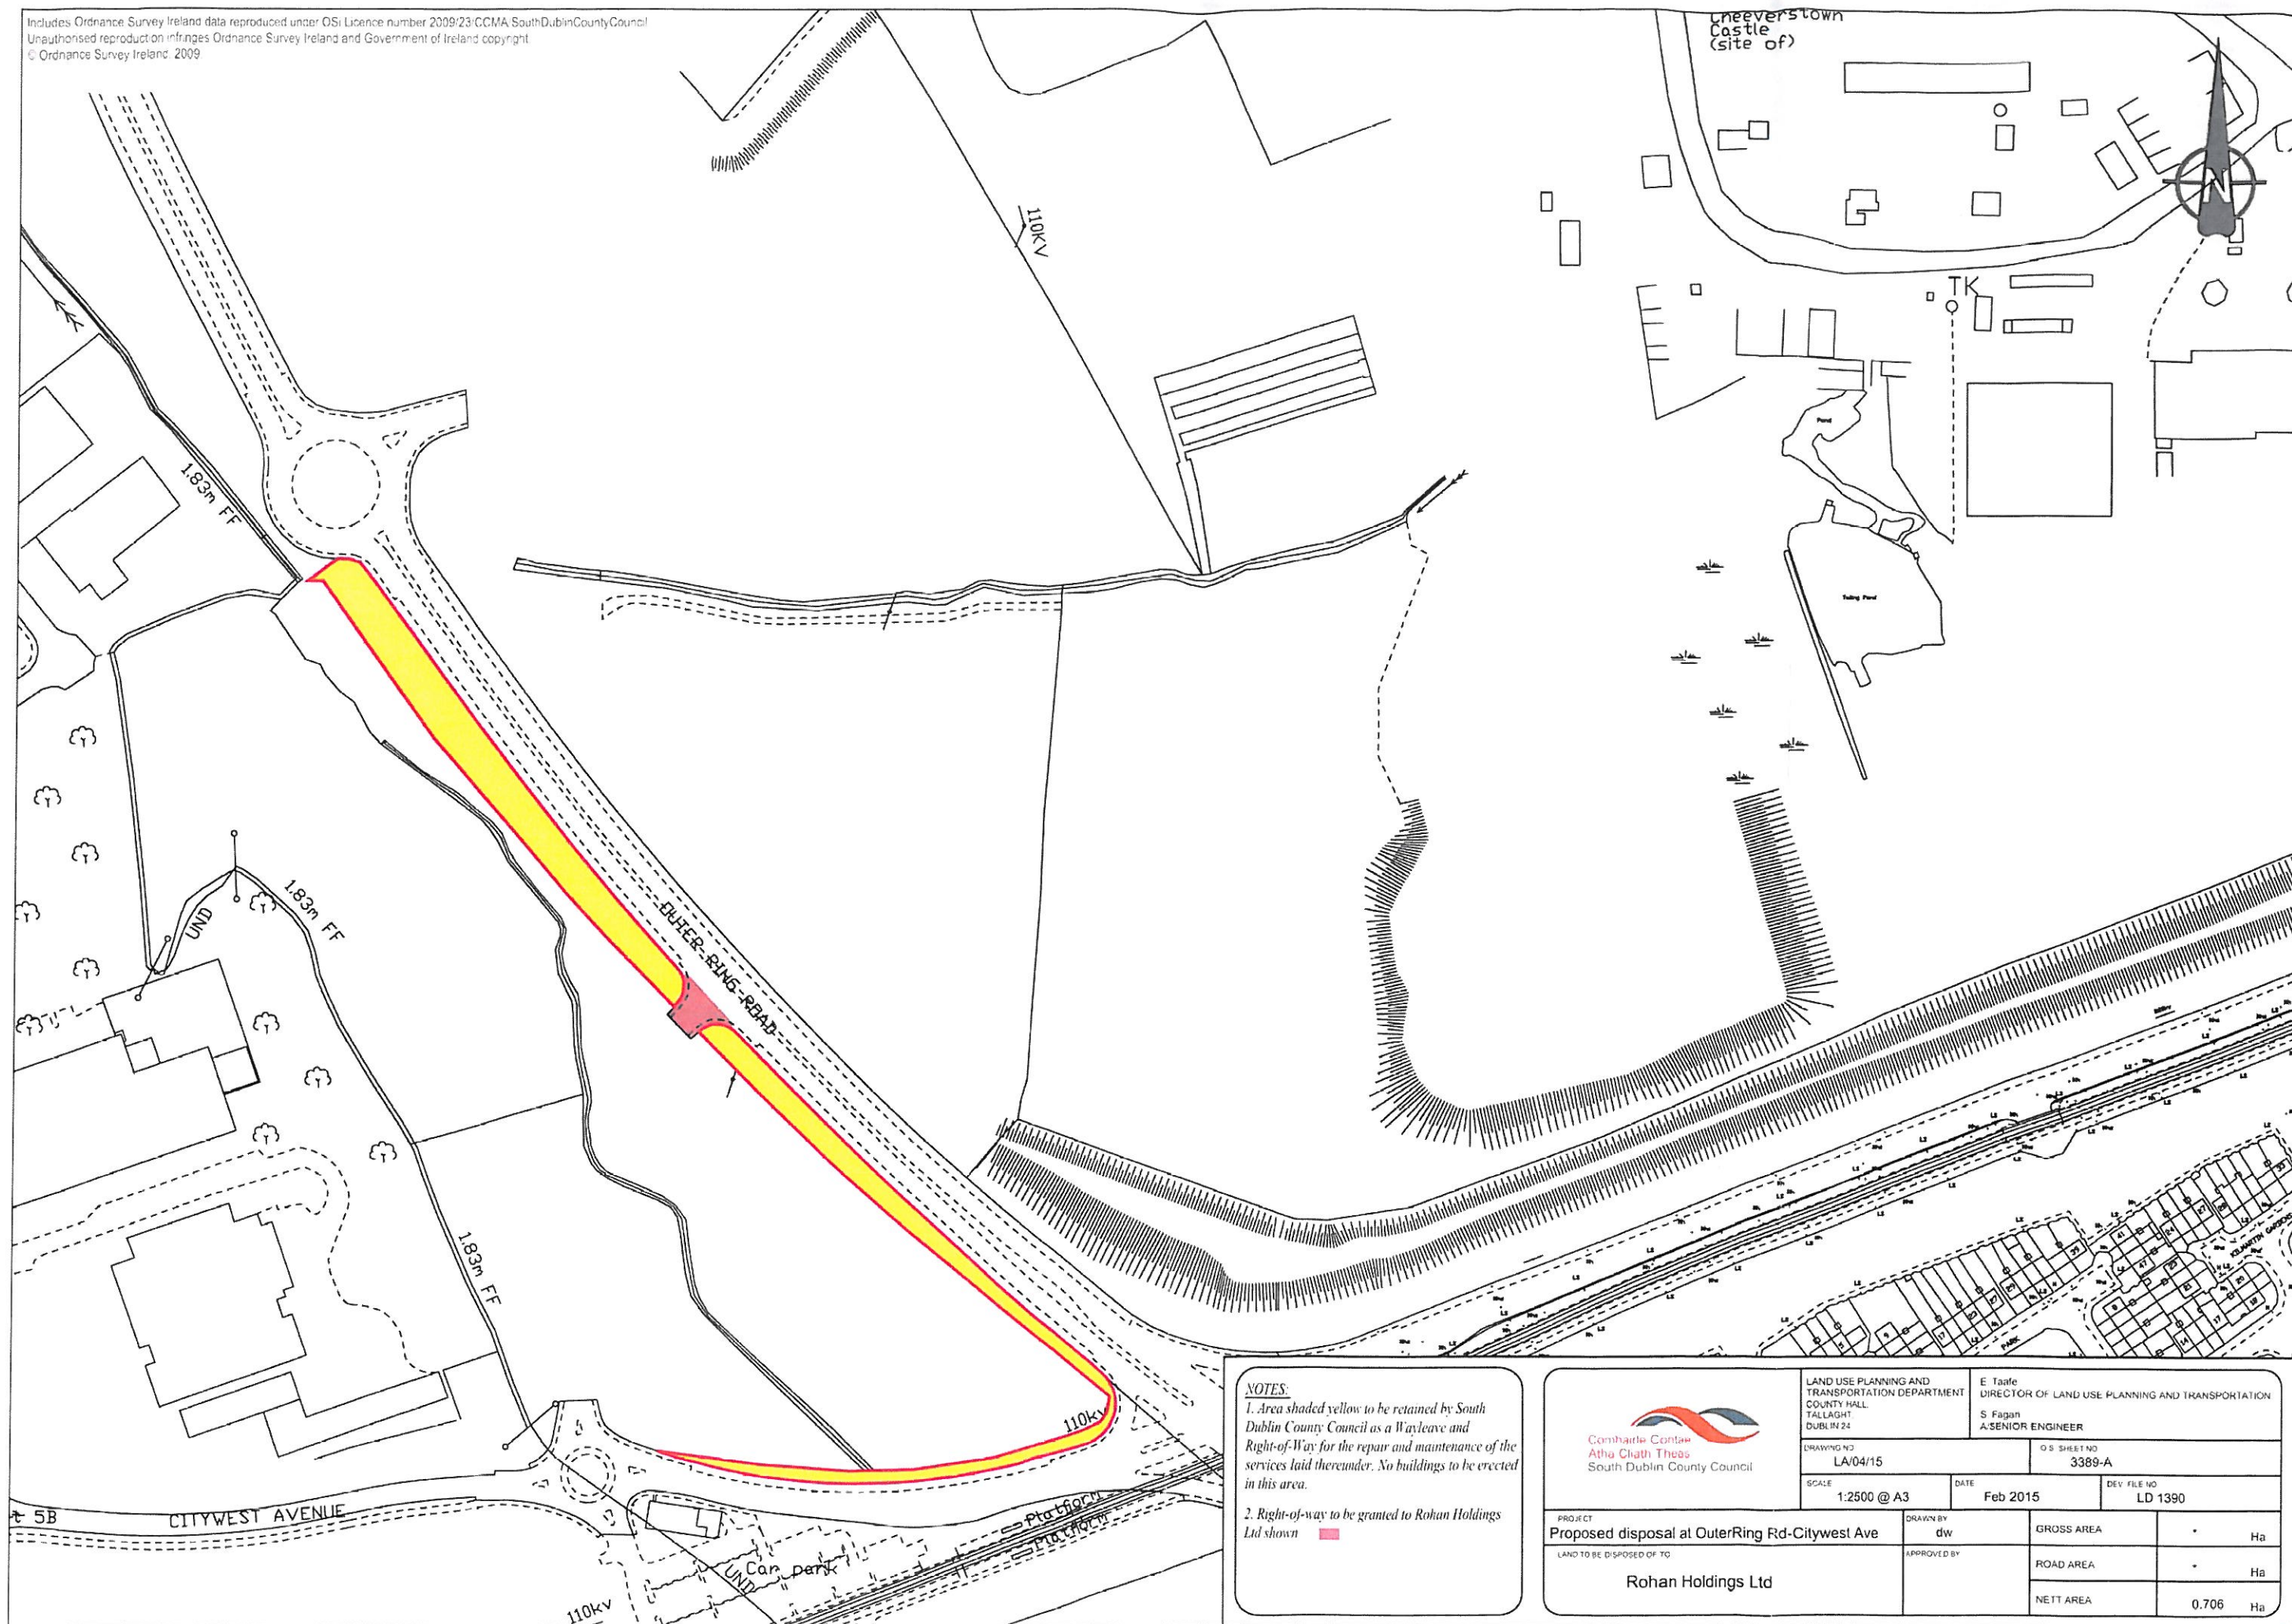 Includes Ordnance Survey Ireland data reproduced under OSi Licence number 2009/23/CCMA/SouthDublinCountyCouncil
Unauthorised reproduction infringes Ordnance Survey Ireland and Government of Ireland copyright
© Ordnance Survey Ireland, 2009
Cheeverstown
Castle
(site of)
N
110KV
TK
Pond
Tailing Pond
1.83m FF
1.83m FF
UND
OUTER RING ROAD
1.83m FF
110kv
CITYWEST AVENUE
5B
Platform
Platform
Car park
UND
110kv
KILMARTIN GARDENS
PARK
NOTES:
1. Area shaded yellow to be retained by South
Dublin County Council as a Wayleave and
Right-of-Way for the repair and maintenance of the
services laid thereunder. No buildings to be erected
in this area.
2. Right-of-way to be granted to Rohan Holdings
Ltd shown
Comhairle Contae
Átha Cliath Theas
South Dublin County Council
LAND USE PLANNING AND
TRANSPORTATION DEPARTMENT
COUNTY HALL
TALLAGHT
DUBLIN 24
E Taafe
DIRECTOR OF LAND USE PLANNING AND TRANSPORTATION
S Fagan
A/SENIOR ENGINEER
DRAWING NO
LA/04/15
O S SHEET NO
3389-A
SCALE
1:2500 @ A3
DATE
Feb 2015
DEV FILE NO
LD 1390
PROJECT
Proposed disposal at OuterRing Rd-Citywest Ave
DRAWN BY
dw
GROSS AREA
- Ha
LAND TO BE DISPOSED OF TO
Rohan Holdings Ltd
APPROVED BY
ROAD AREA
- Ha
NETT AREA
0.706 Ha